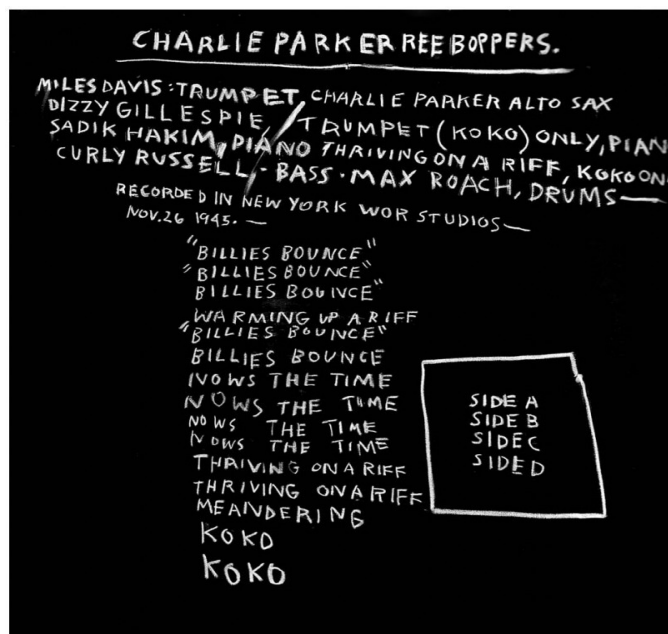 CHARLIE PARKER REEBOPPERS.
MILES DAVIS : TRUMPET, CHARLIE PARKER ALTO SAX
DIZZY GILLESPIE, TRUMPET (KOKO) ONLY, PIAN
SADIK HAKIM, PIANO THRIVING ON A RIFF, KOKO ON
CURLY RUSSELL, - BASS · MAX ROACH, DRUMS—
RECORDED IN NEW YORK WOR STUDIOS—
NOV. 26 1945. —
"BILLIES BOUNCE"
"BILLIES BOUNCE"
BILLIES BOUNCE"
WARMING UP A RIFF
"BILLIES BOUNCE"
BILLIES BOUNCE
NOWS THE TIME
NOWS THE TIME
NOWS THE TIME
NOWS THE TIME
THRIVING ON A RIFF
THRIVING ON A RIFF
MEANDERING
KOKO
KOKO
SIDE A
SIDE B
SIDE C
SIDE D